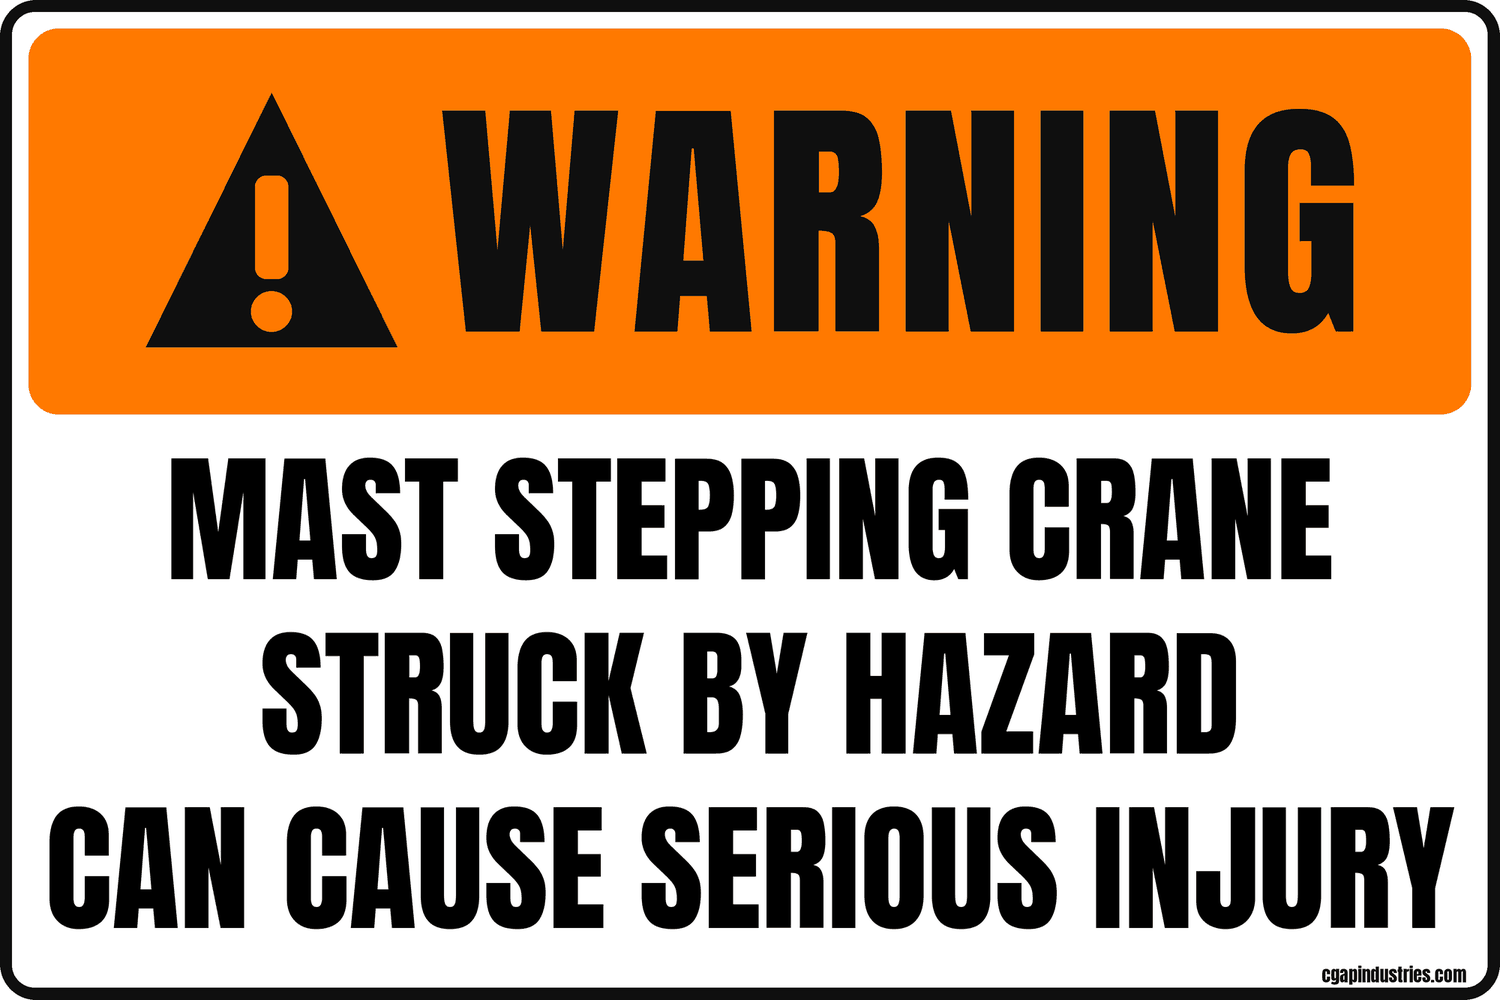 WARNING
MAST STEPPING CRANE
STRUCK BY HAZARD
CAN CAUSE SERIOUS INJURY
cgapindustries.com